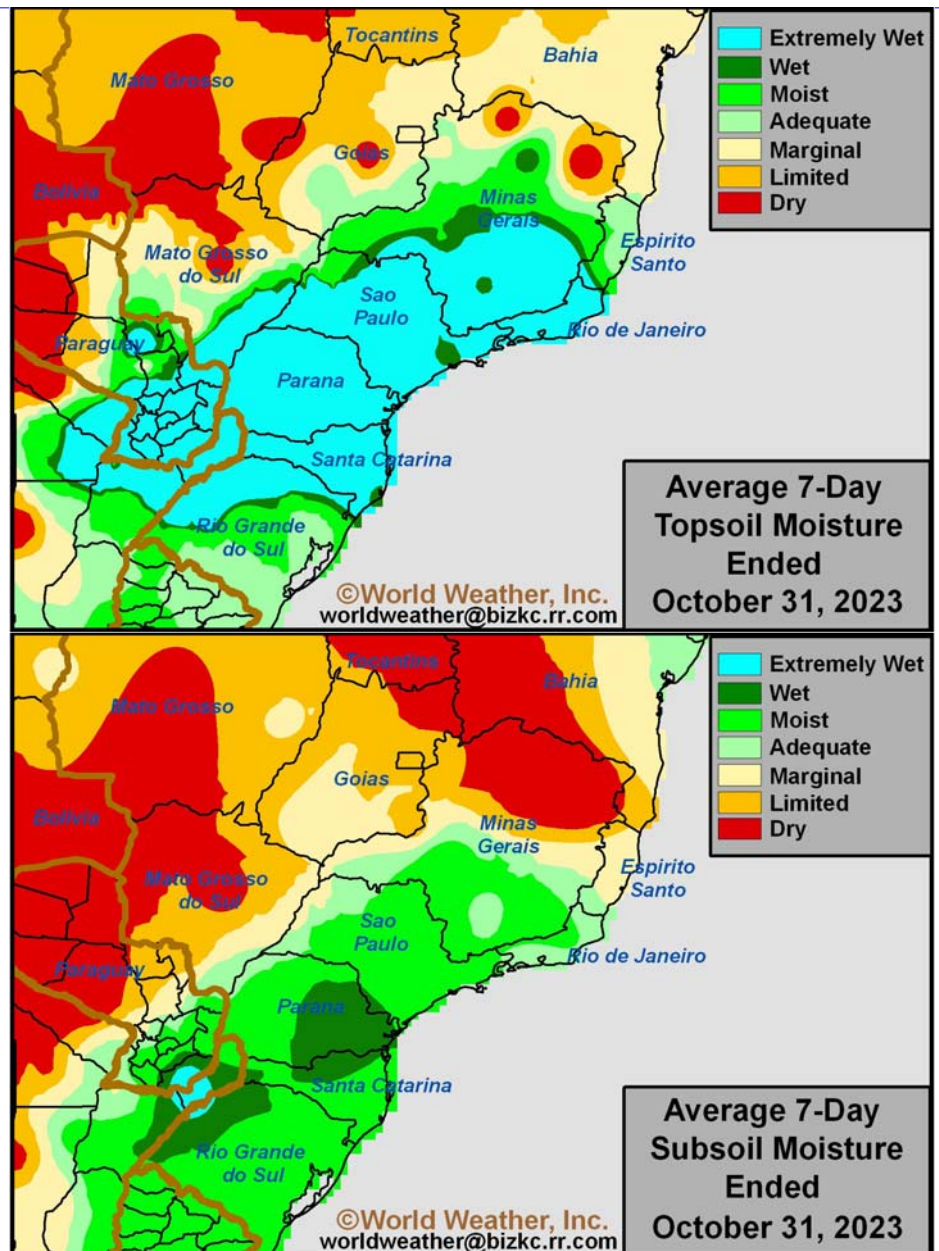 Tocantins
Bahia
Mato Grosso
Goias
Bolivia
Minas
Gerais
Mato Grosso
do Sul
Espirito
Santo
Sao
Paulo
Rio de Janeiro
Paraguay
Parana
Santa Catarina
Rio Grande
do Sul
Extremely Wet
Wet
Moist
Adequate
Marginal
Limited
Dry
Average 7-Day
Topsoil Moisture
Ended
October 31, 2023
©World Weather, Inc.
worldweather@bizkc.rr.com
Tocantins
Bahia
Mato Grosso
Goias
Bolivia
Minas
Gerais
Mato Grosso
do Sul
Espirito
Santo
Sao
Paulo
Rio de Janeiro
Paraguay
Parana
Santa Catarina
Rio Grande
do Sul
Extremely Wet
Wet
Moist
Adequate
Marginal
Limited
Dry
Average 7-Day
Subsoil Moisture
Ended
October 31, 2023
©World Weather, Inc.
worldweather@bizkc.rr.com